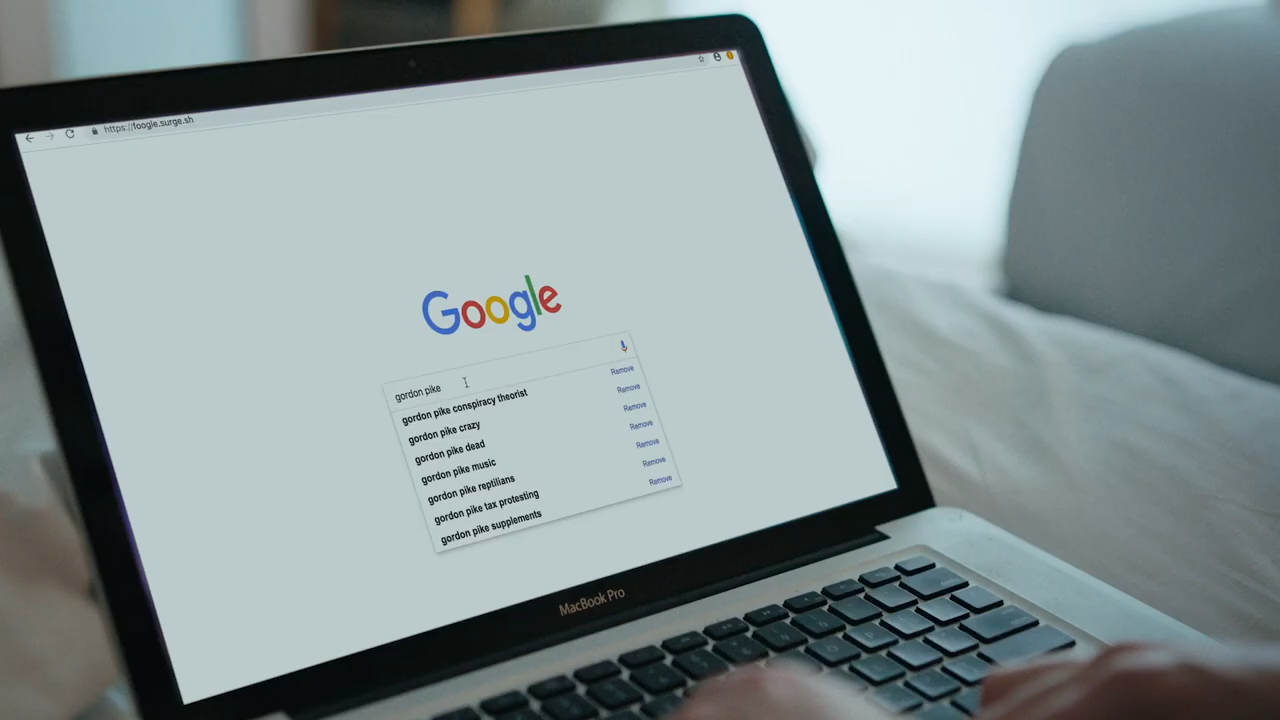 https://foogle.surge.sh
Google
gordon pike
gordon pike conspiracy theorist Remove
gordon pike crazy Remove
gordon pike dead Remove
gordon pike music Remove
gordon pike reptilians Remove
gordon pike tax protesting Remove
gordon pike supplements Remove
MacBook Pro